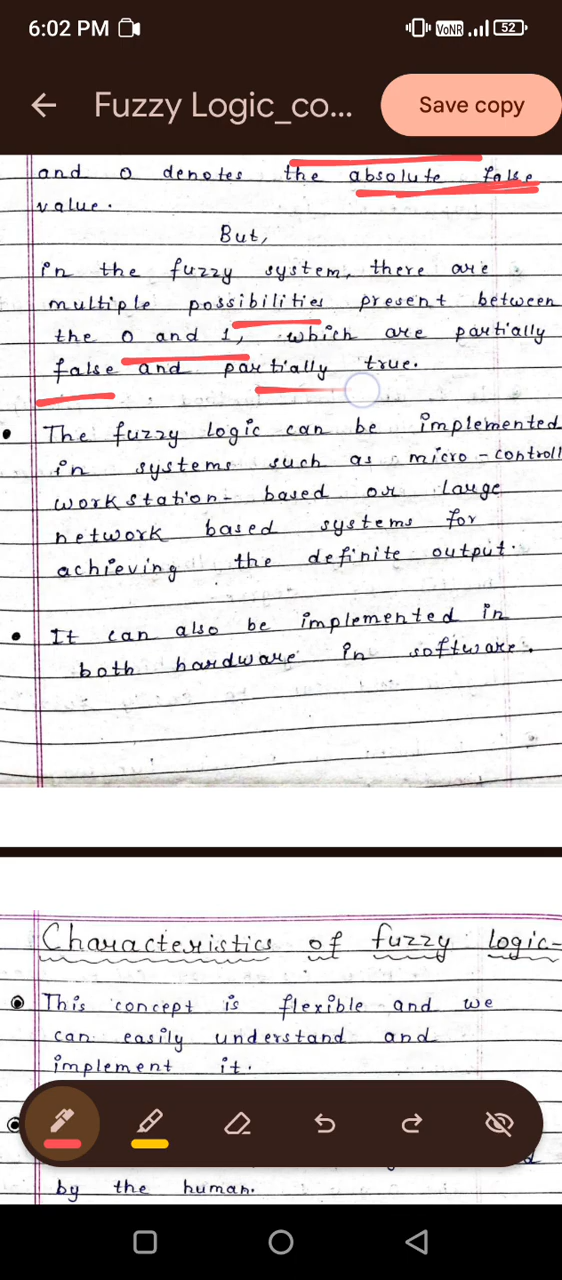 6:02 PM
VoNR
52
Fuzzy Logic_co...
Save copy
and 0 denotes the absolute false
value.
But,
in the fuzzy system, there are
multiple possibilities present between
the 0 and 1, which are partially
false and partially true.
The fuzzy logic can be implemented
in systems such as micro-controll
workstation-based or large
network based systems for
achieving the definite output.
It can also be implemented in
both hardware in software.
Characteristics of fuzzy logic-
This concept is flexible and we
can easily understand and
implement it.
by the human.